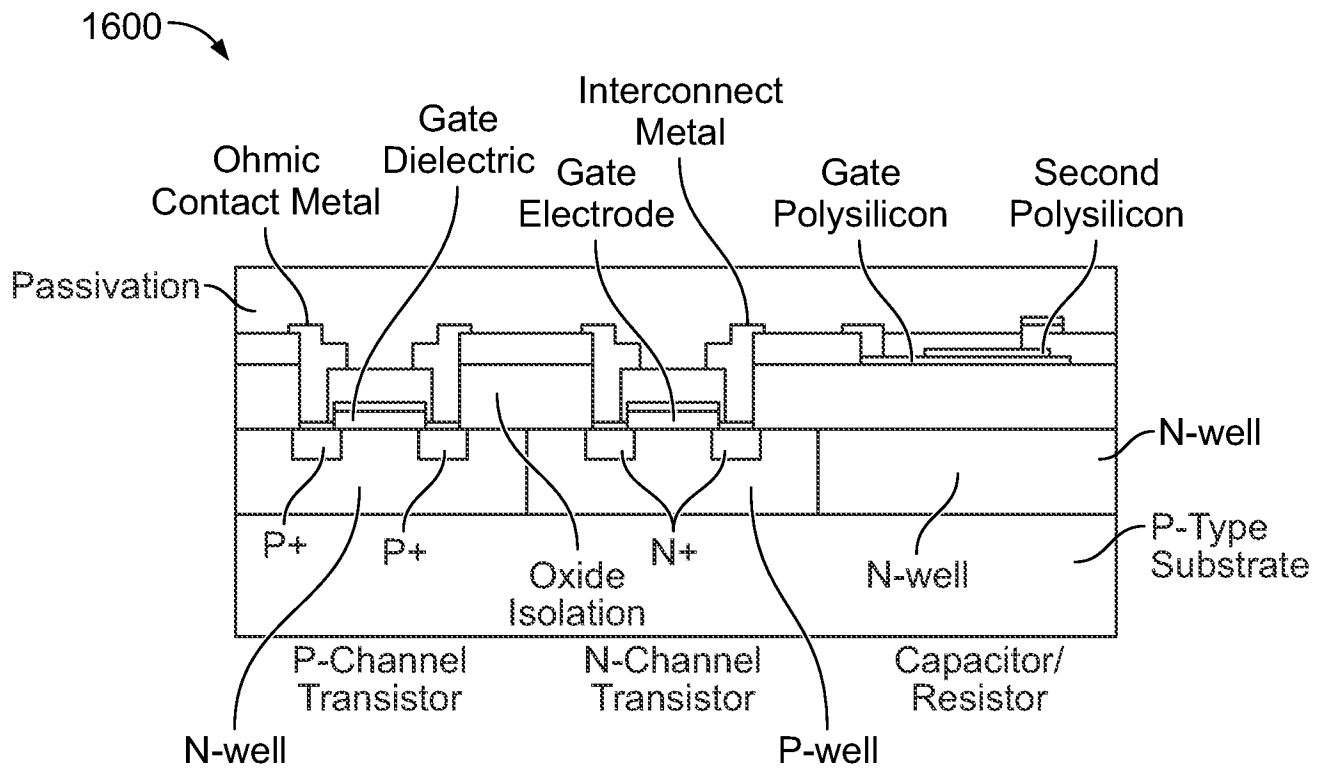 1600
Interconnect
Metal
Gate
Dielectric
Ohmic
Contact Metal
Gate
Electrode
Gate
Polysilicon
Second
Polysilicon
Passivation
N-well
P+
P+
N+
Oxide
Isolation
N-well
P-Type
Substrate
P-Channel
Transistor
N-Channel
Transistor
Capacitor/
Resistor
N-well
P-well